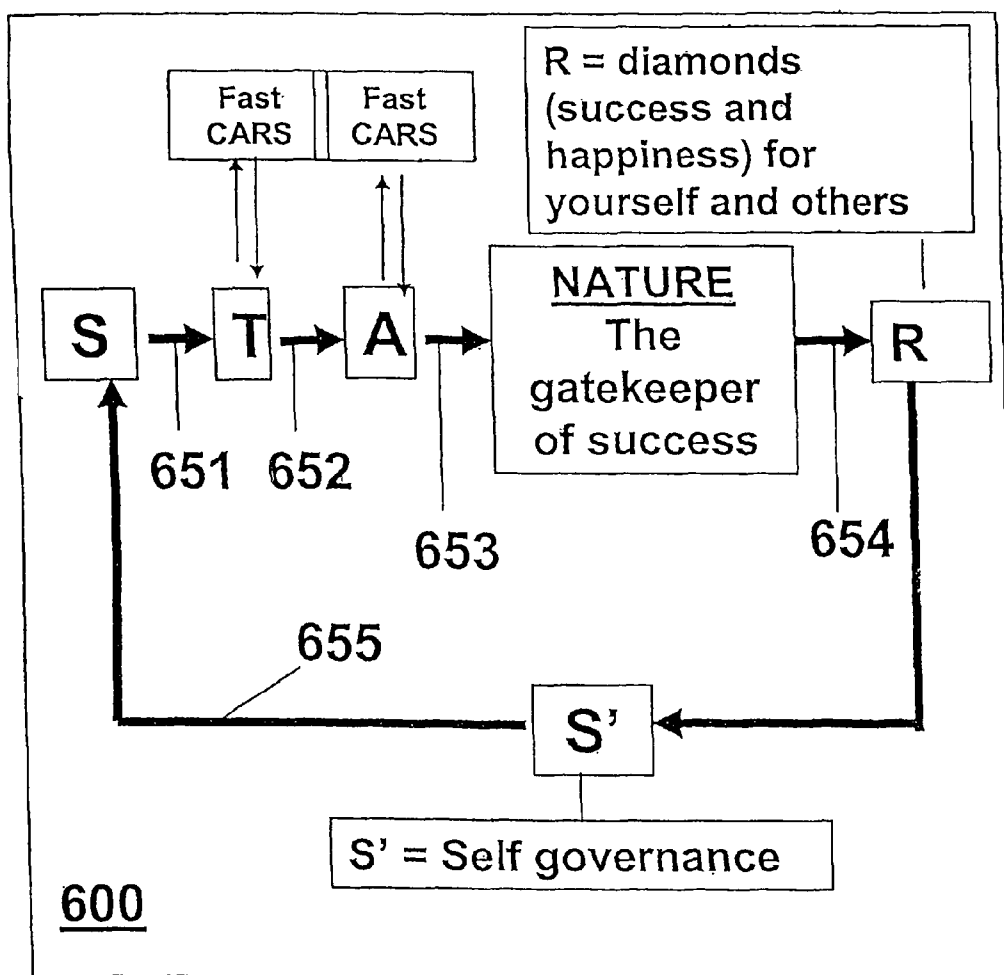 Fast
CARS
Fast
CARS
R = diamonds
(success and
happiness) for
yourself and others
S
T
A
NATURE
The
gatekeeper
of success
R
651
652
653
654
655
S'
S' = Self governance
600